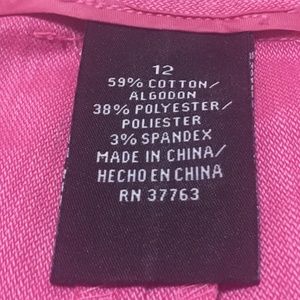 12
59% COTTON/
ALGODON
38% POLYESTER/
POLIESTER
3% SPANDEX
MADE IN CHINA/
HECHO EN CHINA
RN 37763